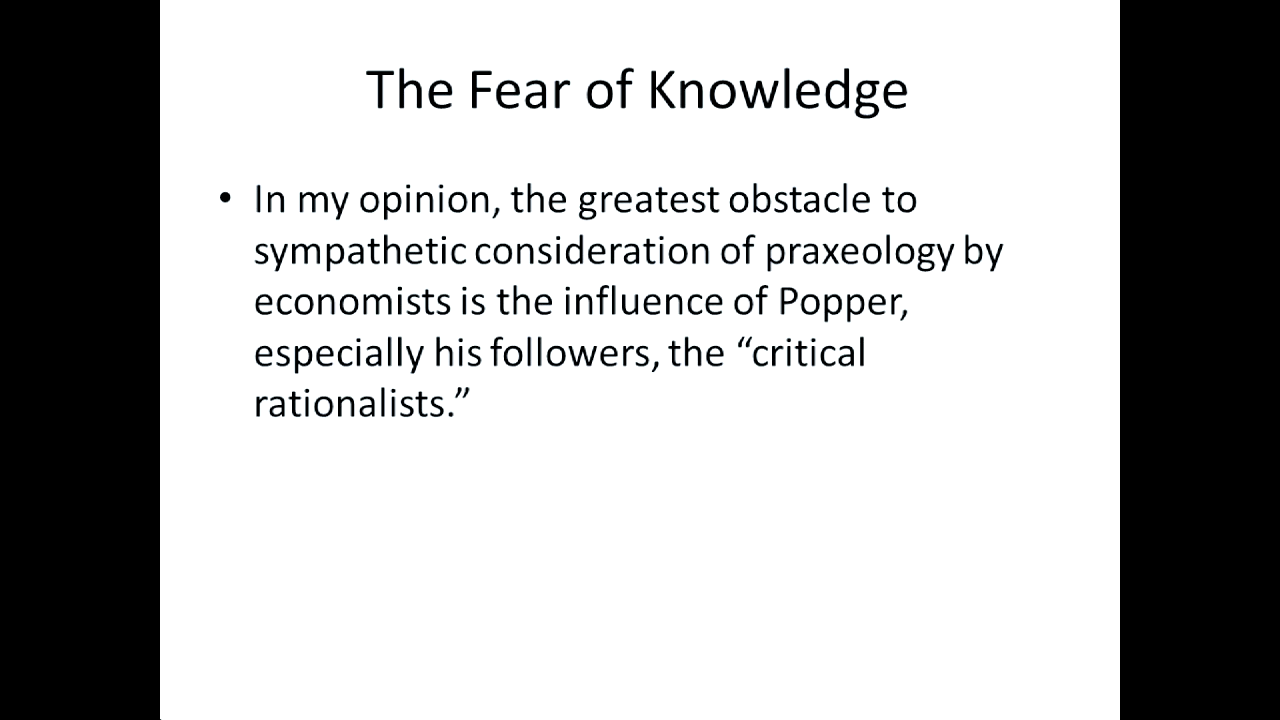 The Fear of Knowledge
• In my opinion, the greatest obstacle to
sympathetic consideration of praxeology by
economists is the influence of Popper,
especially his followers, the “critical
rationalists.”